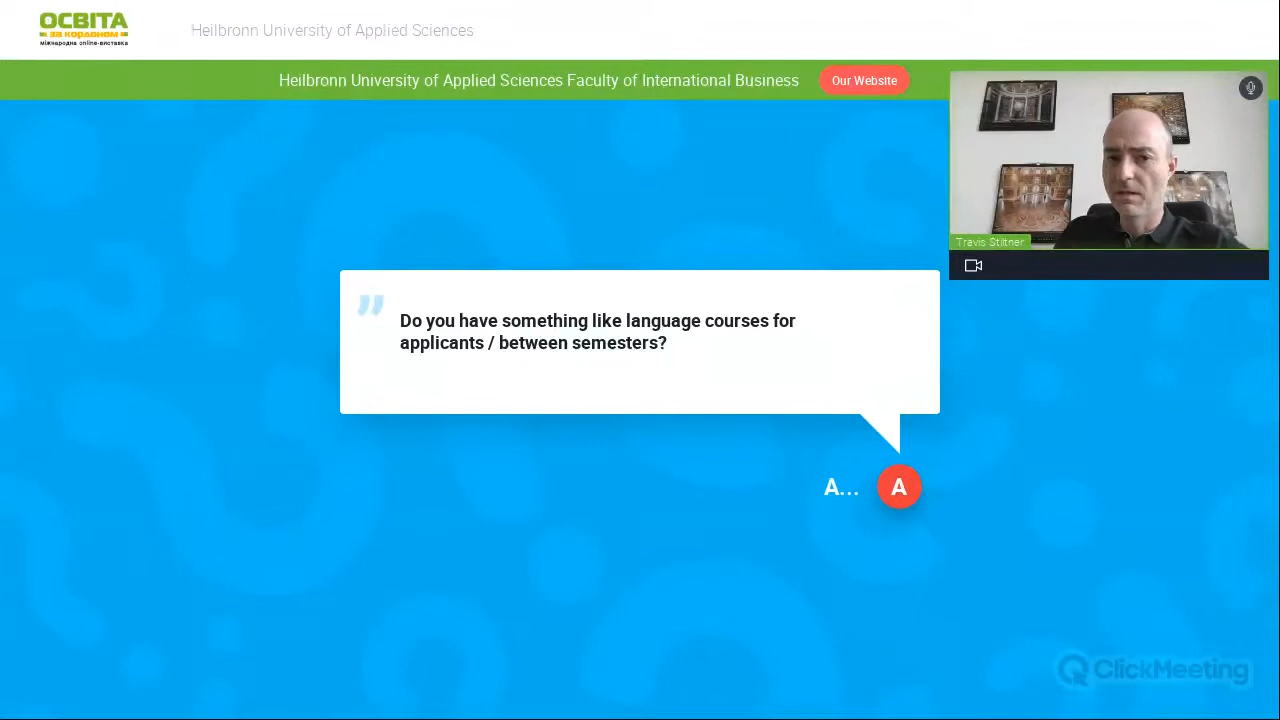 ОСВІТА
за кордоном
міжнародна online-виставка
Heilbronn University of Applied Sciences
Heilbronn University of Applied Sciences Faculty of International Business
Our Website
Travis Stiltner
Do you have something like language courses for
applicants / between semesters?
A...
A
ClickMeeting